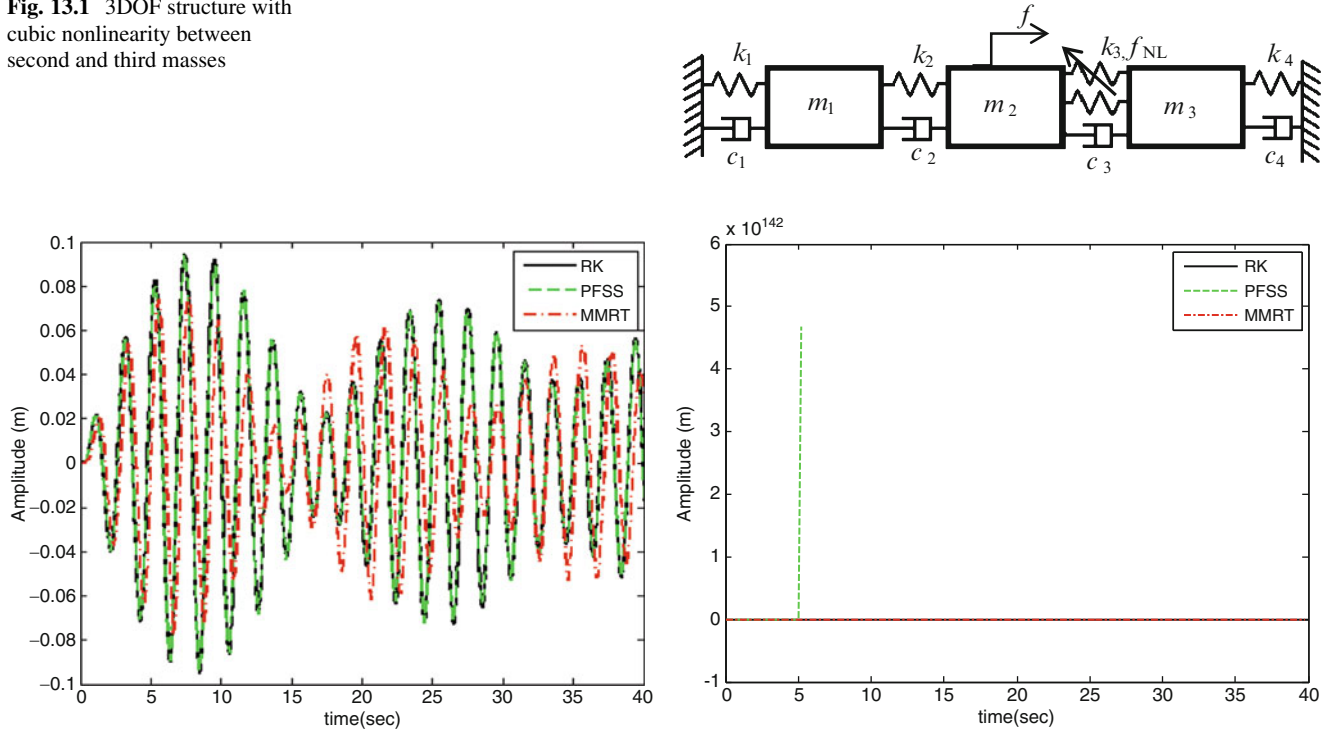 Fig. 13.1 3DOF structure with
cubic nonlinearity between
second and third masses
f
k1
k2
k3, fNL
k4
m1
m2
m3
c1
c2
c3
c4
0.1
0.08
0.06
0.04
0.02
0
−0.02
−0.04
−0.06
−0.08
−0.1
Amplitude (m)
RK
PFSS
MMRT
0 5 10 15 20 25 30 35 40
time(sec)
x 10^142
6
5
4
3
2
1
0
-1
Amplitude (m)
RK
PFSS
MMRT
0 5 10 15 20 25 30 35 40
time(sec)